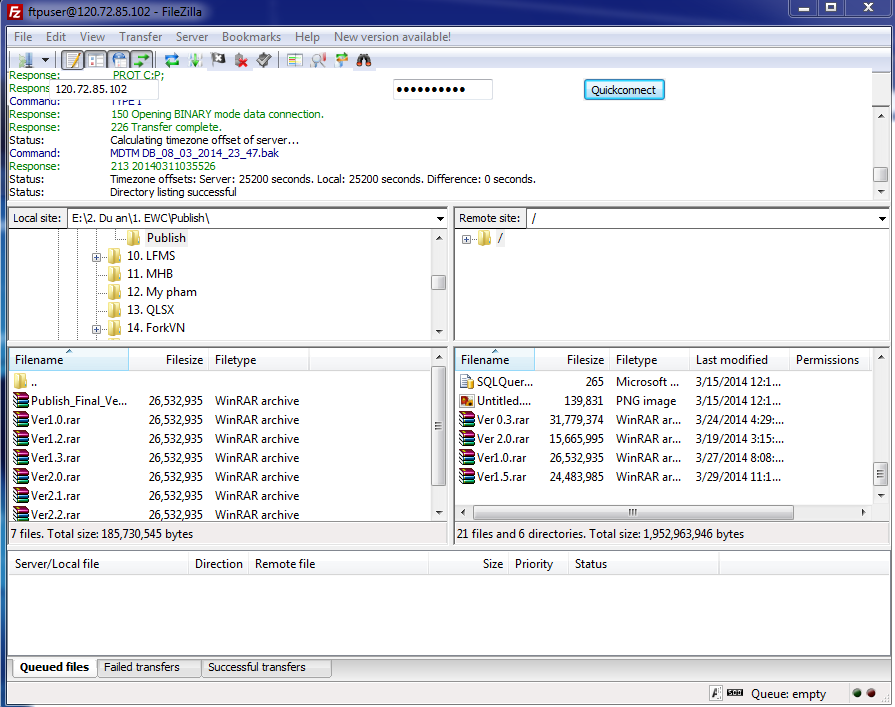 ftpuser@120.72.85.102 - FileZilla
File Edit View Transfer Server Bookmarks Help New version available!
Response: PROT C:P;
Respons 120.72.85.102 ●●●●●●●●●● Quickconnect
Command: TYPE I
Response: 150 Opening BINARY mode data connection.
Response: 226 Transfer complete.
Status: Calculating timezone offset of server...
Command: MDTM DB_08_03_2014_23_47.bak
Response: 213 20140311035526
Status: Timezone offsets: Server: 25200 seconds. Local: 25200 seconds. Difference: 0 seconds.
Status: Directory listing successful
Local site: E:\2. Du an\1. EWC\Publish\
Publish
10. LFMS
11. MHB
12. My pham
13. QLSX
14. ForkVN
Filename Filesize Filetype
..
Publish_Final_Ve... 26,532,935 WinRAR archive
Ver1.0.rar 26,532,935 WinRAR archive
Ver1.2.rar 26,532,935 WinRAR archive
Ver1.3.rar 26,532,935 WinRAR archive
Ver2.0.rar 26,532,935 WinRAR archive
Ver2.1.rar 26,532,935 WinRAR archive
Ver2.2.rar 26,532,935 WinRAR archive
7 files. Total size: 185,730,545 bytes
Remote site: /
/
Filename Filesize Filetype Last modified Permissions
SQLQuer... 265 Microsoft ... 3/15/2014 12:1...
Untitled.... 139,831 PNG image 3/15/2014 12:1...
Ver 0.3.rar 31,779,374 WinRAR ar... 3/24/2014 4:29:...
Ver 2.0.rar 15,665,995 WinRAR ar... 3/19/2014 3:15:...
Ver1.0.rar 26,532,935 WinRAR ar... 3/27/2014 8:08:...
Ver1.5.rar 24,483,985 WinRAR ar... 3/29/2014 11:1...
21 files and 6 directories. Total size: 1,952,963,946 bytes
Server/Local file Direction Remote file Size Priority Status
Queued files Failed transfers Successful transfers
Queue: empty